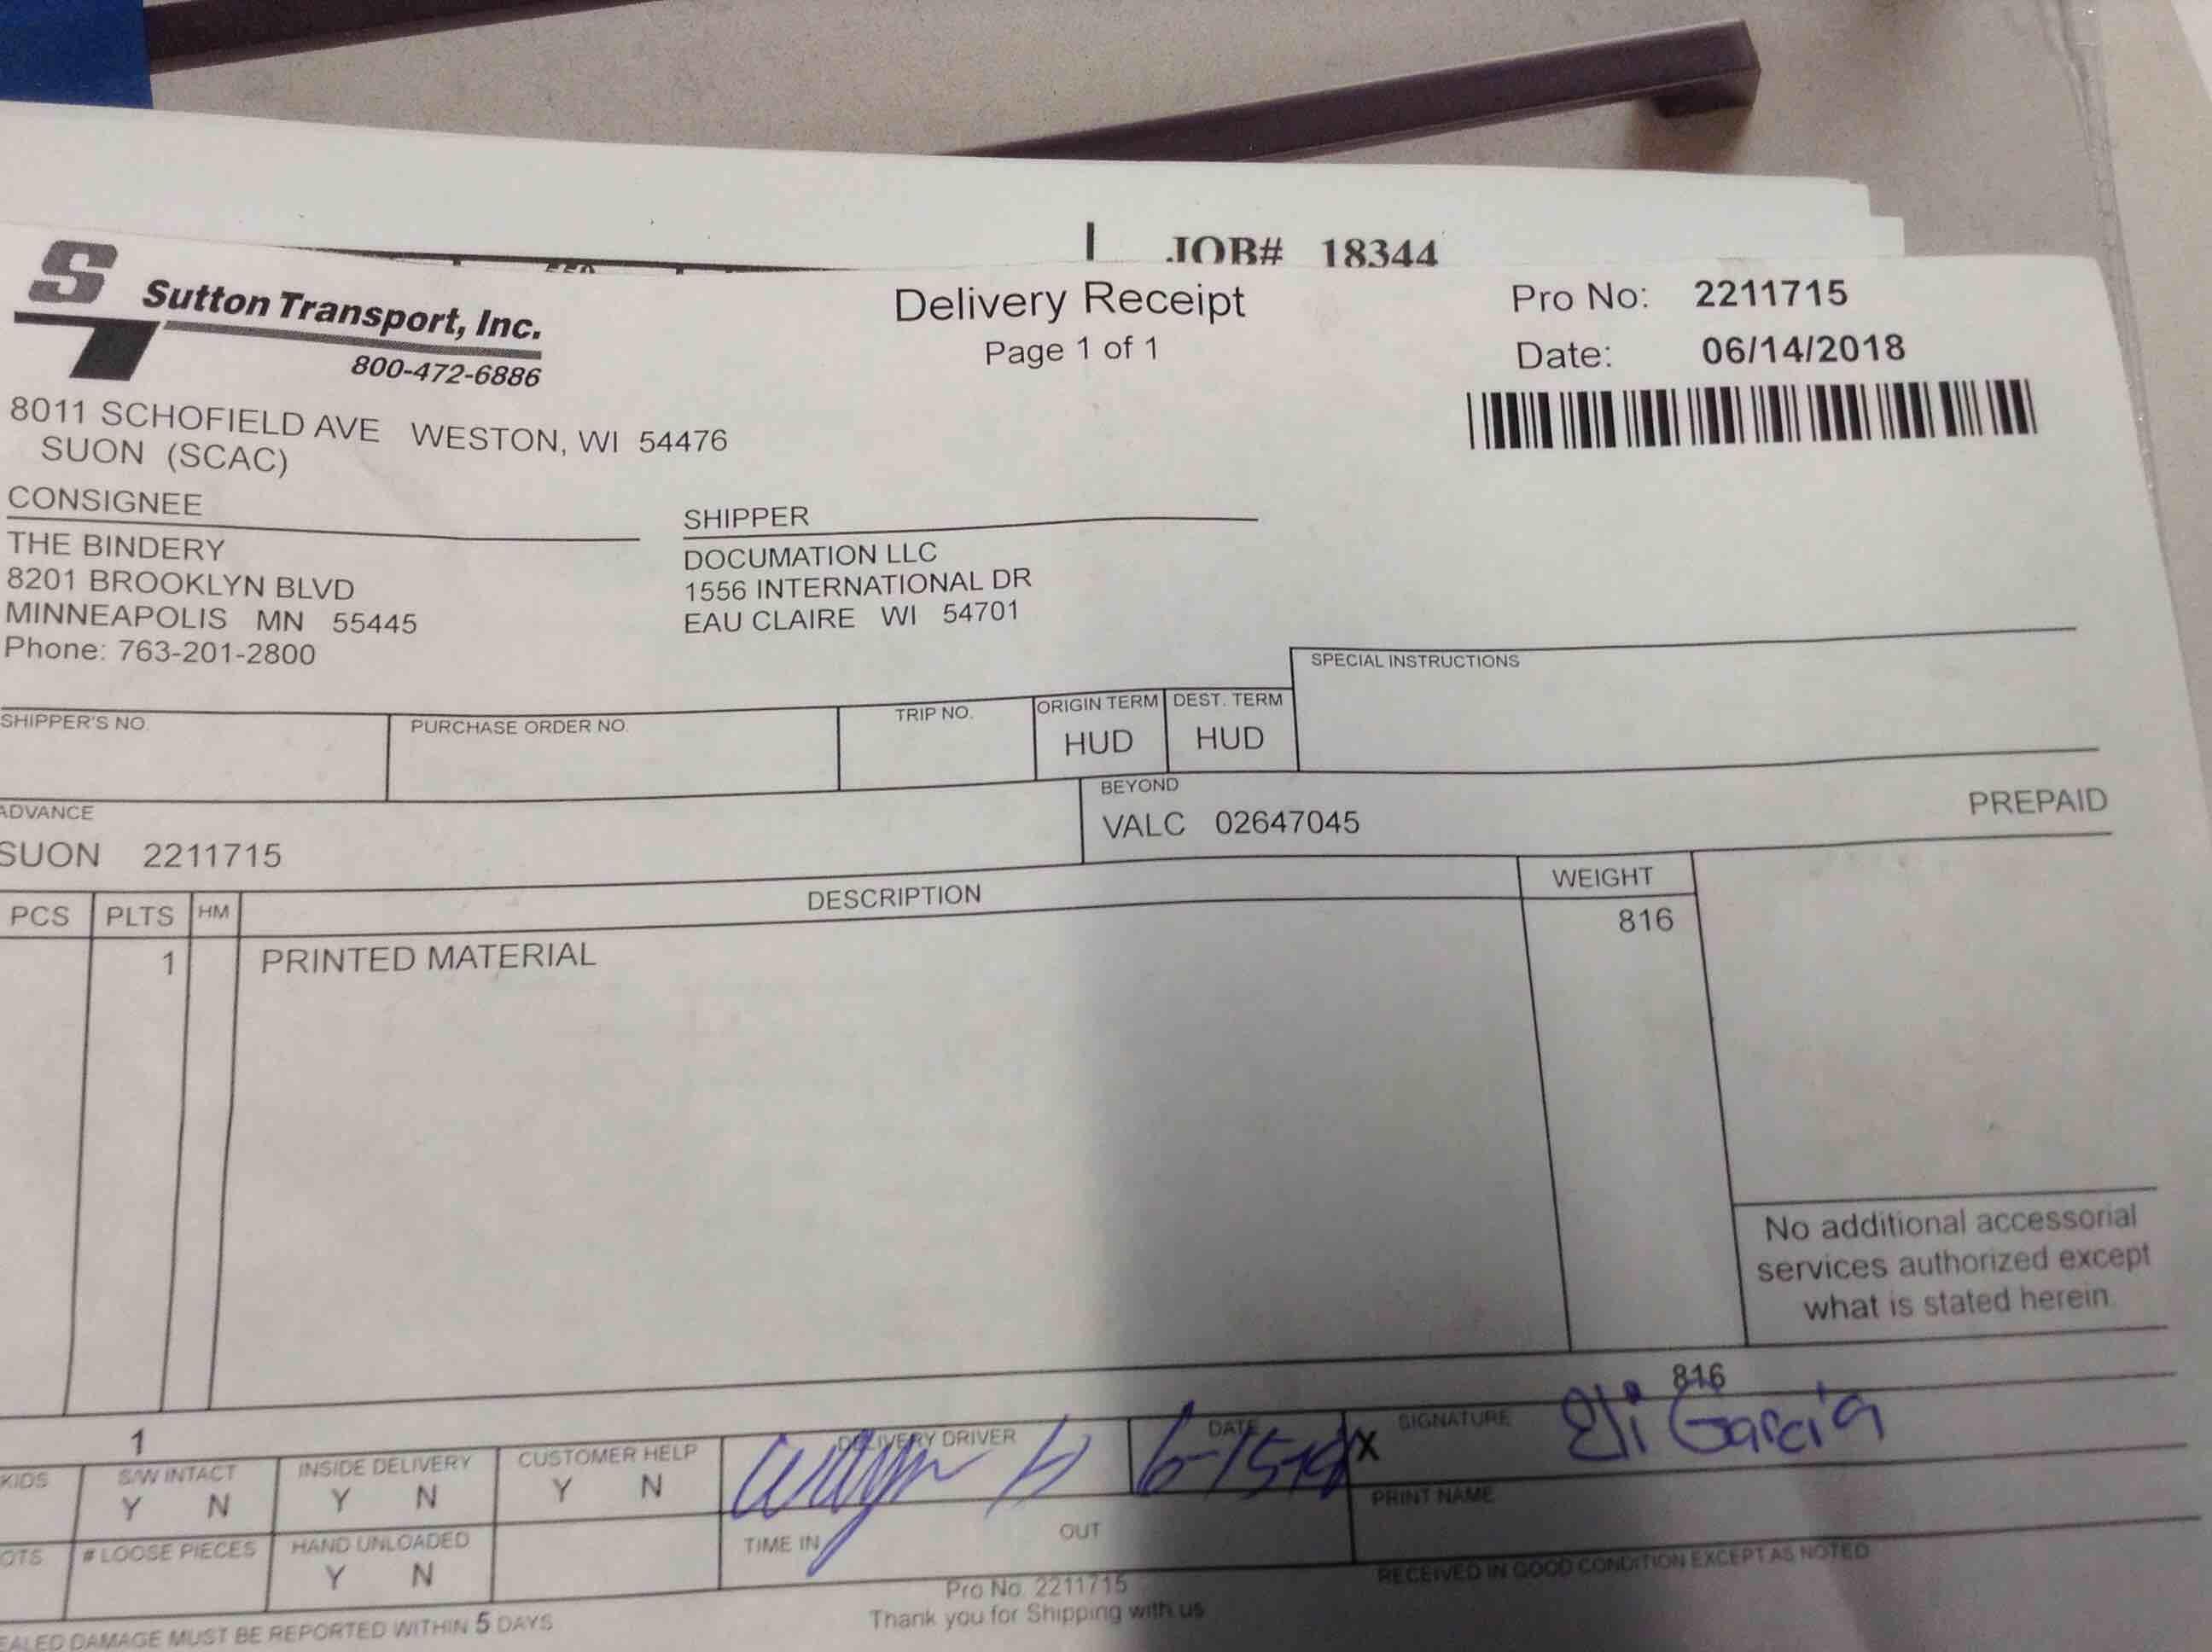 JOB# 18344
S
Sutton Transport, Inc.
800-472-6886
Delivery Receipt
Page 1 of 1
Pro No: 2211715
Date: 06/14/2018
8011 SCHOFIELD AVE WESTON, WI 54476
SUON (SCAC)
CONSIGNEE
THE BINDERY
8201 BROOKLYN BLVD
MINNEAPOLIS MN 55445
Phone: 763-201-2800
SHIPPER
DOCUMATION LLC
1556 INTERNATIONAL DR
EAU CLAIRE WI 54701
SPECIAL INSTRUCTIONS
SHIPPER'S NO. PURCHASE ORDER NO. TRIP NO. ORIGIN TERM DEST. TERM
HUD HUD
ADVANCE
SUON 2211715
BEYOND
VALC 02647045
PREPAID
PCS PLTS HM DESCRIPTION WEIGHT
1 PRINTED MATERIAL 816
No additional accessorial
services authorized except
what is stated herein.
816
1
KIDS S/W INTACT INSIDE DELIVERY CUSTOMER HELP DELIVERY DRIVER DATE X SIGNATURE Eli Garcia
Y N Y N Y N
PRINT NAME
OTS # LOOSE PIECES HAND UNLOADED TIME IN OUT
Y N
RECEIVED IN GOOD CONDITION EXCEPT AS NOTED
Pro No. 2211715
Thank you for Shipping with us
EALED DAMAGE MUST BE REPORTED WITHIN 5 DAYS